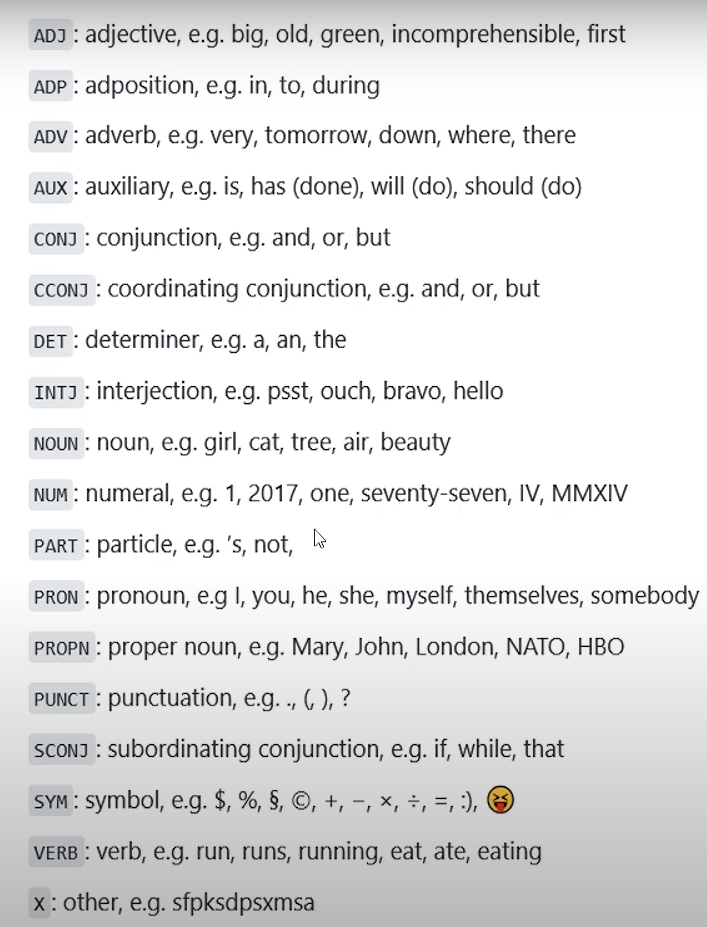 ADJ: adjective, e.g. big, old, green, incomprehensible, first
ADP: adposition, e.g. in, to, during
ADV: adverb, e.g. very, tomorrow, down, where, there
AUX: auxiliary, e.g. is, has (done), will (do), should (do)
CONJ: conjunction, e.g. and, or, but
CCONJ: coordinating conjunction, e.g. and, or, but
DET: determiner, e.g. a, an, the
INTJ: interjection, e.g. psst, ouch, bravo, hello
NOUN: noun, e.g. girl, cat, tree, air, beauty
NUM: numeral, e.g. 1, 2017, one, seventy-seven, IV, MMXIV
PART: particle, e.g. ’s, not,
PRON: pronoun, e.g I, you, he, she, myself, themselves, somebody
PROPN: proper noun, e.g. Mary, John, London, NATO, HBO
PUNCT: punctuation, e.g. ., (, ), ?
SCONJ: subordinating conjunction, e.g. if, while, that
SYM: symbol, e.g. $, %, §, ©, +, −, ×, ÷, =, :), 😝
VERB: verb, e.g. run, runs, running, eat, ate, eating
X: other, e.g. sfpksdpsxmsa